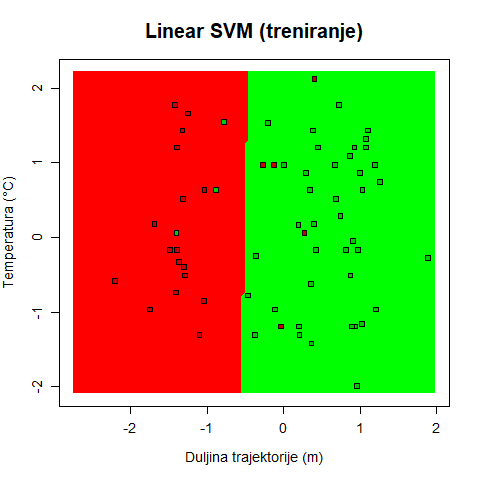 Linear SVM (treniranje)
Temperatura (°C)
2
1
0
-1
-2
-2 -1 0 1 2
Duljina trajektorije (m)